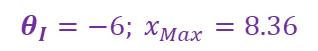 θ_I = −6; x_Max = 8.36